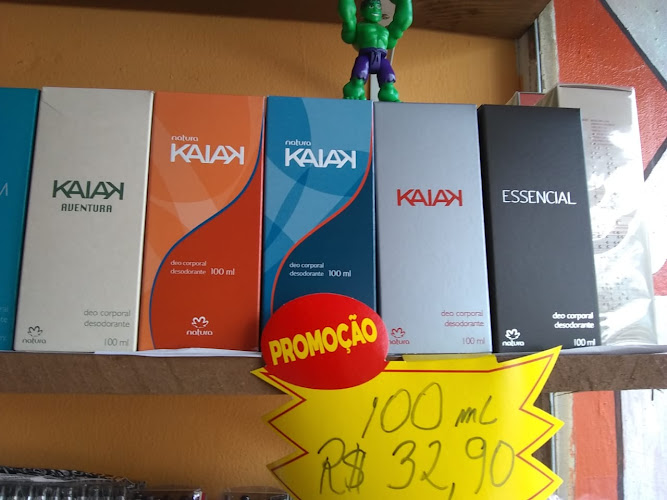 KAIAK
AVENTURA
deo corporal
desodorante
natura
100 ml
natura
KAIAK
deo corporal
desodorante 100 ml
natura
natura
KAIAK
deo corporal
desodorante 100 ml
KAIAK
deo corporal
desodorante
natura
100 ml
ESSENCIAL
deo corporal
desodorante
natura
100 ml
PROMOÇÃO
100 ML
R$ 32,90